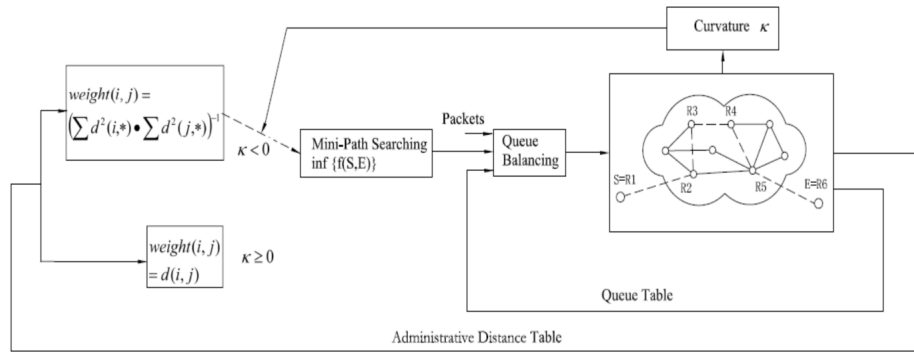 Curvature κ
weight(i, j) =
(∑ d²(i,*) • ∑ d²(j,*))⁻¹
κ<0
Mini-Path Searching
inf {f(S,E)}
Packets
Queue
Balancing
R3
R4
S=R1
R2
R5
E=R6
weight(i, j)
= d(i, j)
κ≥0
Queue Table
Administrative Distance Table